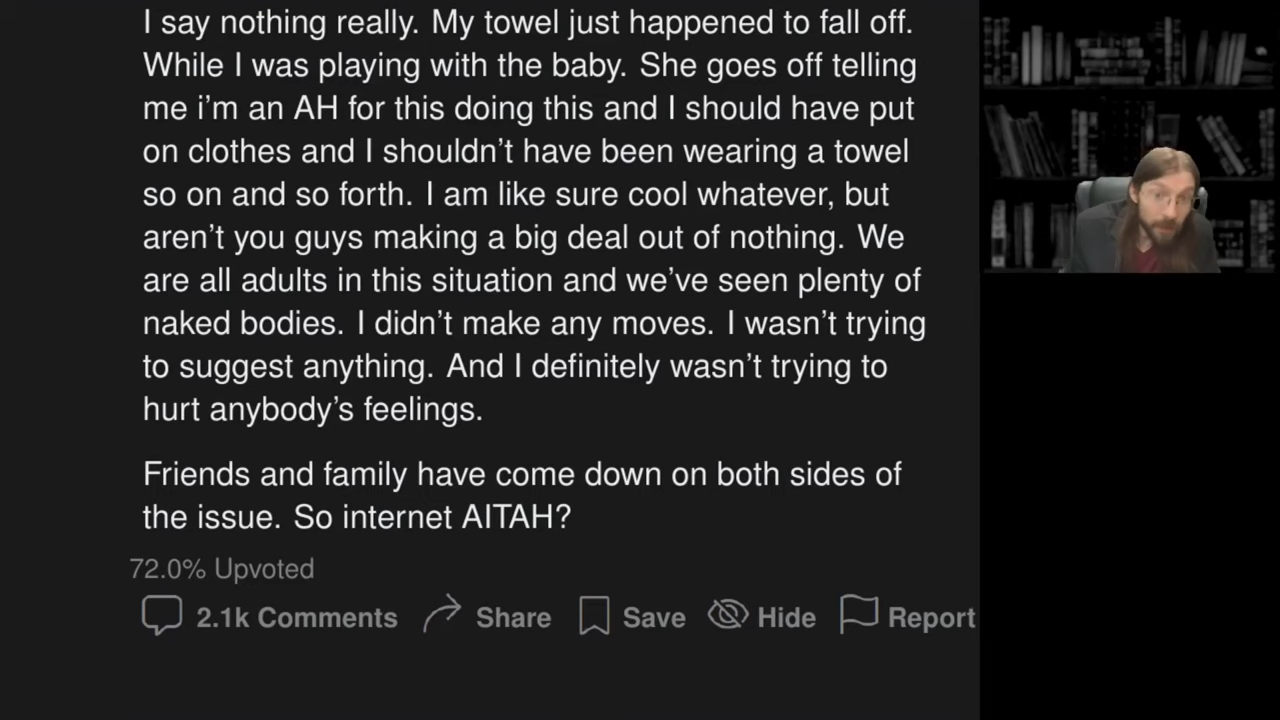 I say nothing really. My towel just happened to fall off.
While I was playing with the baby. She goes off telling
me i'm an AH for this doing this and I should have put
on clothes and I shouldn't have been wearing a towel
so on and so forth. I am like sure cool whatever, but
aren't you guys making a big deal out of nothing. We
are all adults in this situation and we've seen plenty of
naked bodies. I didn't make any moves. I wasn't trying
to suggest anything. And I definitely wasn't trying to
hurt anybody's feelings.
Friends and family have come down on both sides of
the issue. So internet AITAH?
72.0% Upvoted
2.1k Comments Share Save Hide Report